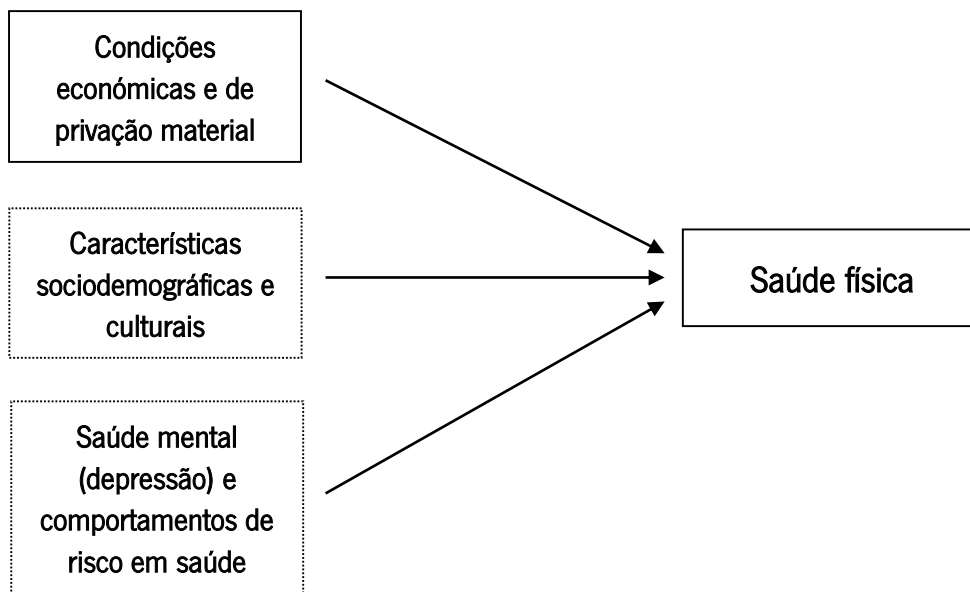 Condições
económicas e de
privação material
Características
sociodemográficas e
culturais
Saúde mental
(depressão) e
comportamentos de
risco em saúde
Saúde física